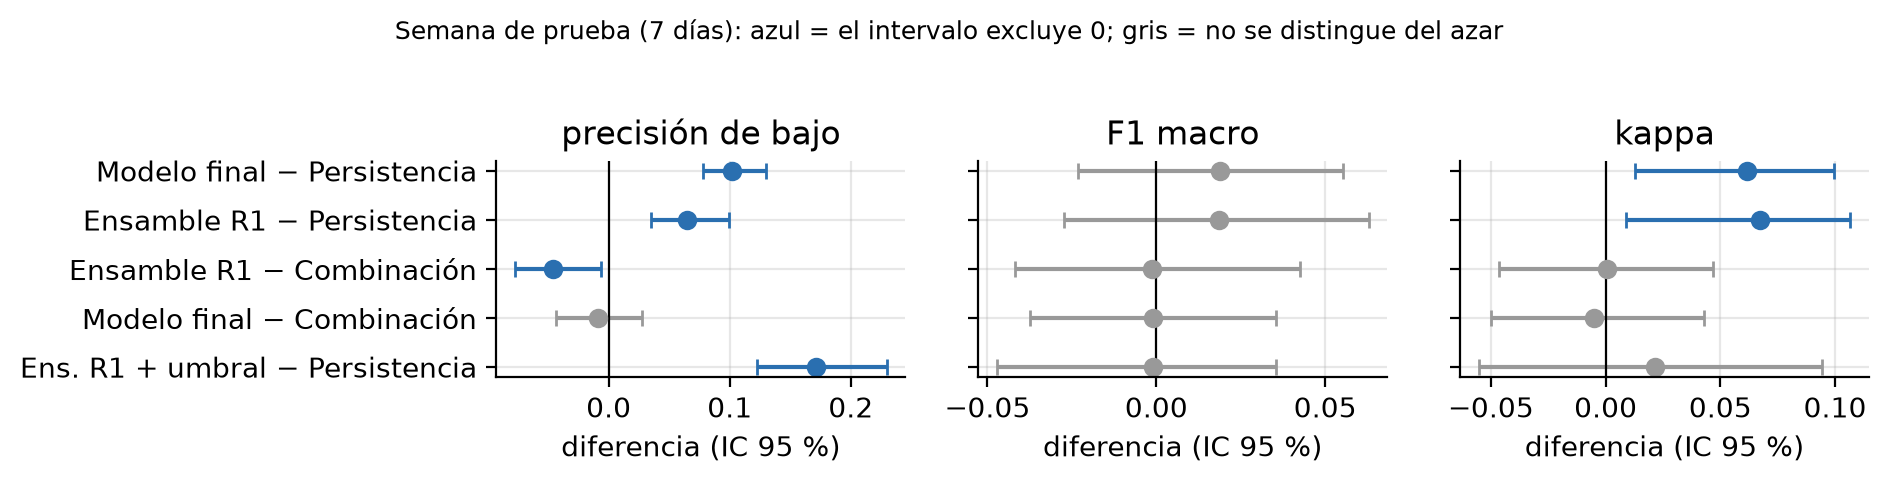 Semana de prueba (7 días): azul = el intervalo excluye 0; gris = no se distingue del azar
precisión de bajo
F1 macro
kappa
Modelo final − Persistencia
Ensamble R1 − Persistencia
Ensamble R1 − Combinación
Modelo final − Combinación
Ens. R1 + umbral − Persistencia
0.0 0.1 0.2
−0.05 0.00 0.05
−0.05 0.00 0.05 0.10
diferencia (IC 95 %)
diferencia (IC 95 %)
diferencia (IC 95 %)